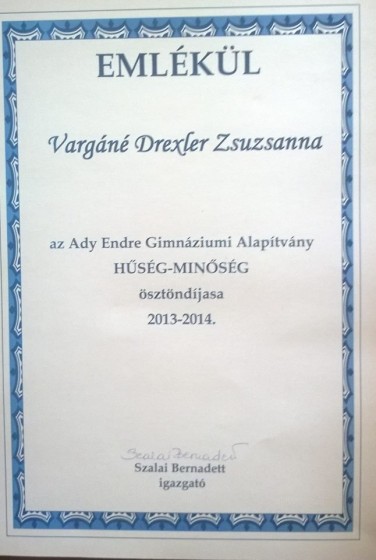 EMLÉKÜL
Vargáné Drexler Zsuzsanna
az Ady Endre Gimnáziumi Alapítvány
HŰSÉG-MINŐSÉG
ösztöndíjasa
2013-2014.
Szalai Bernadett
Szalai Bernadett
igazgató